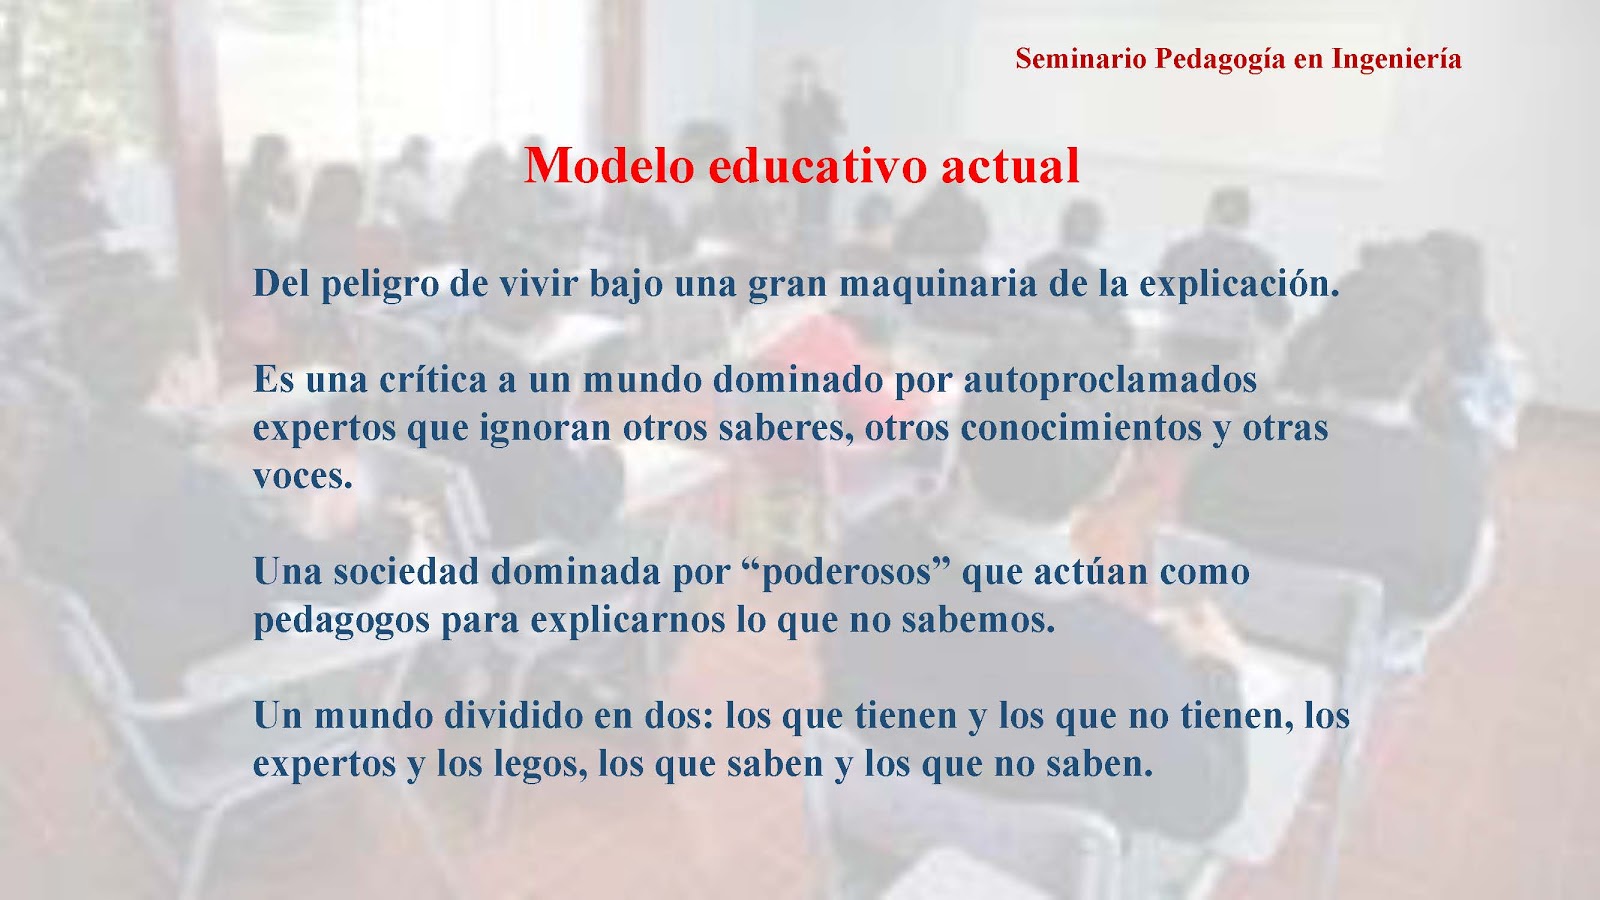 Seminario Pedagogía en Ingeniería
Modelo educativo actual
Del peligro de vivir bajo una gran maquinaria de la explicación.
Es una crítica a un mundo dominado por autoproclamados
expertos que ignoran otros saberes, otros conocimientos y otras
voces.
Una sociedad dominada por “poderosos” que actúan como
pedagogos para explicarnos lo que no sabemos.
Un mundo dividido en dos: los que tienen y los que no tienen, los
expertos y los legos, los que saben y los que no saben.